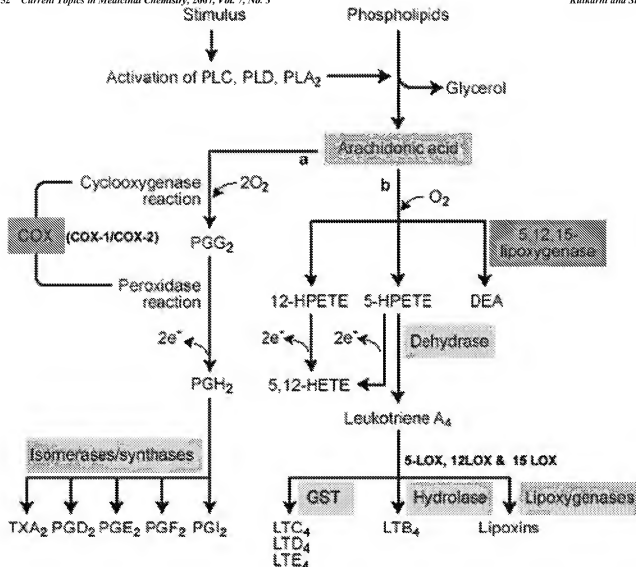 Current Topics in Medicinal Chemistry, 2007, Vol. 7, No. 3
Stimulus
Phospholipids
Activation of PLC, PLD, PLA₂
Glycerol
Arachidonic acid
a
b
Cyclooxygenase
reaction
2O₂
O₂
COX
(COX-1/COX-2)
PGG₂
5,12,15-
lipoxygenase
Peroxidase
reaction
12-HPETE
5-HPETE
DEA
2e⁻
2e⁻
2e⁻
Dehydrase
PGH₂
5,12-HETE
Leukotriene A₄
Isomerases/synthases
5-LOX, 12LOX & 15 LOX
GST
Hydrolase
Lipoxygenases
TXA₂ PGD₂ PGE₂ PGF₂ PGI₂
LTC₄
LTB₄
Lipoxins
LTD₄
LTE₄